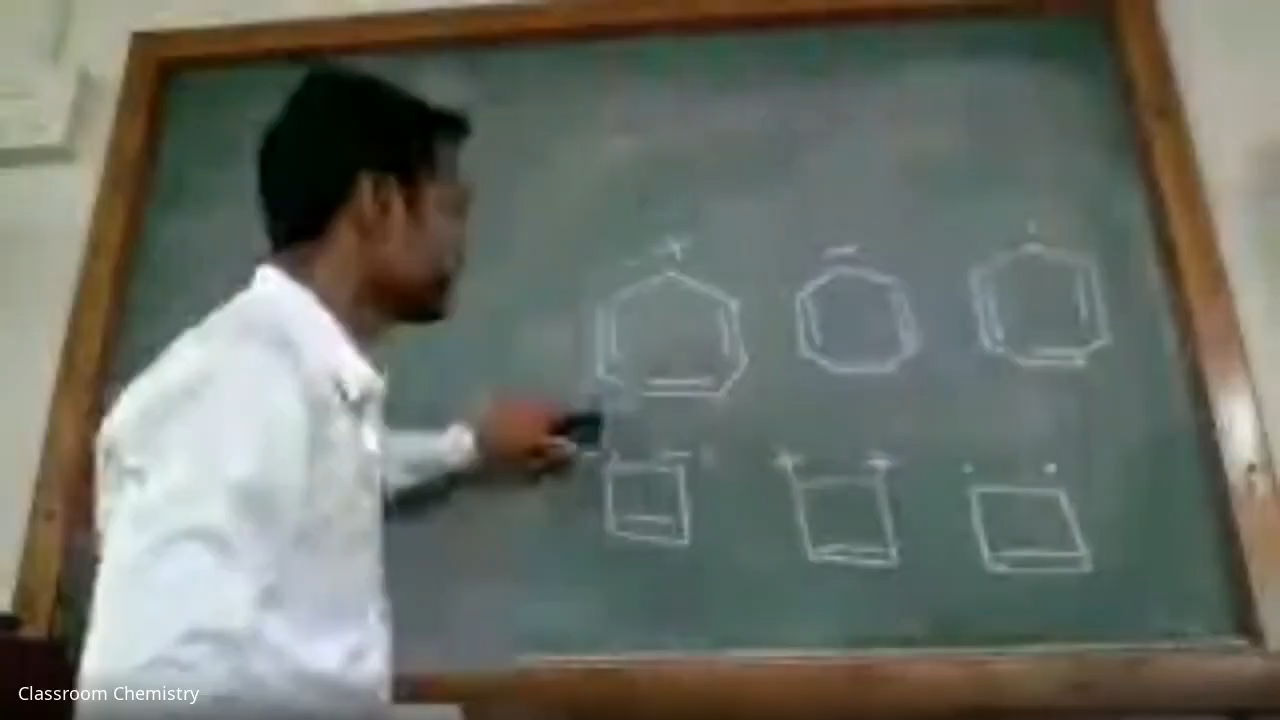 + − ·
− − + + · ·
Classroom Chemistry